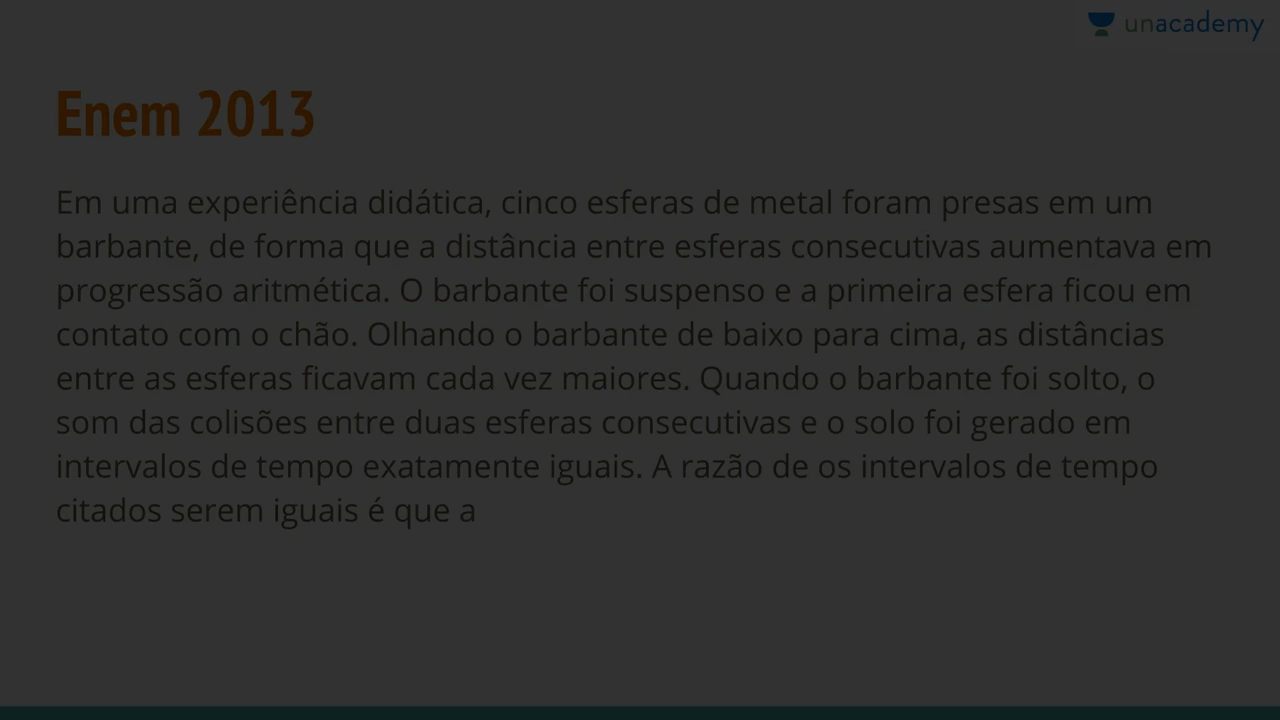 unacademy
Enem 2013
Em uma experiência didática, cinco esferas de metal foram presas em um
barbante, de forma que a distância entre esferas consecutivas aumentava em
progressão aritmética. O barbante foi suspenso e a primeira esfera ficou em
contato com o chão. Olhando o barbante de baixo para cima, as distâncias
entre as esferas ficavam cada vez maiores. Quando o barbante foi solto, o
som das colisões entre duas esferas consecutivas e o solo foi gerado em
intervalos de tempo exatamente iguais. A razão de os intervalos de tempo
citados serem iguais é que a